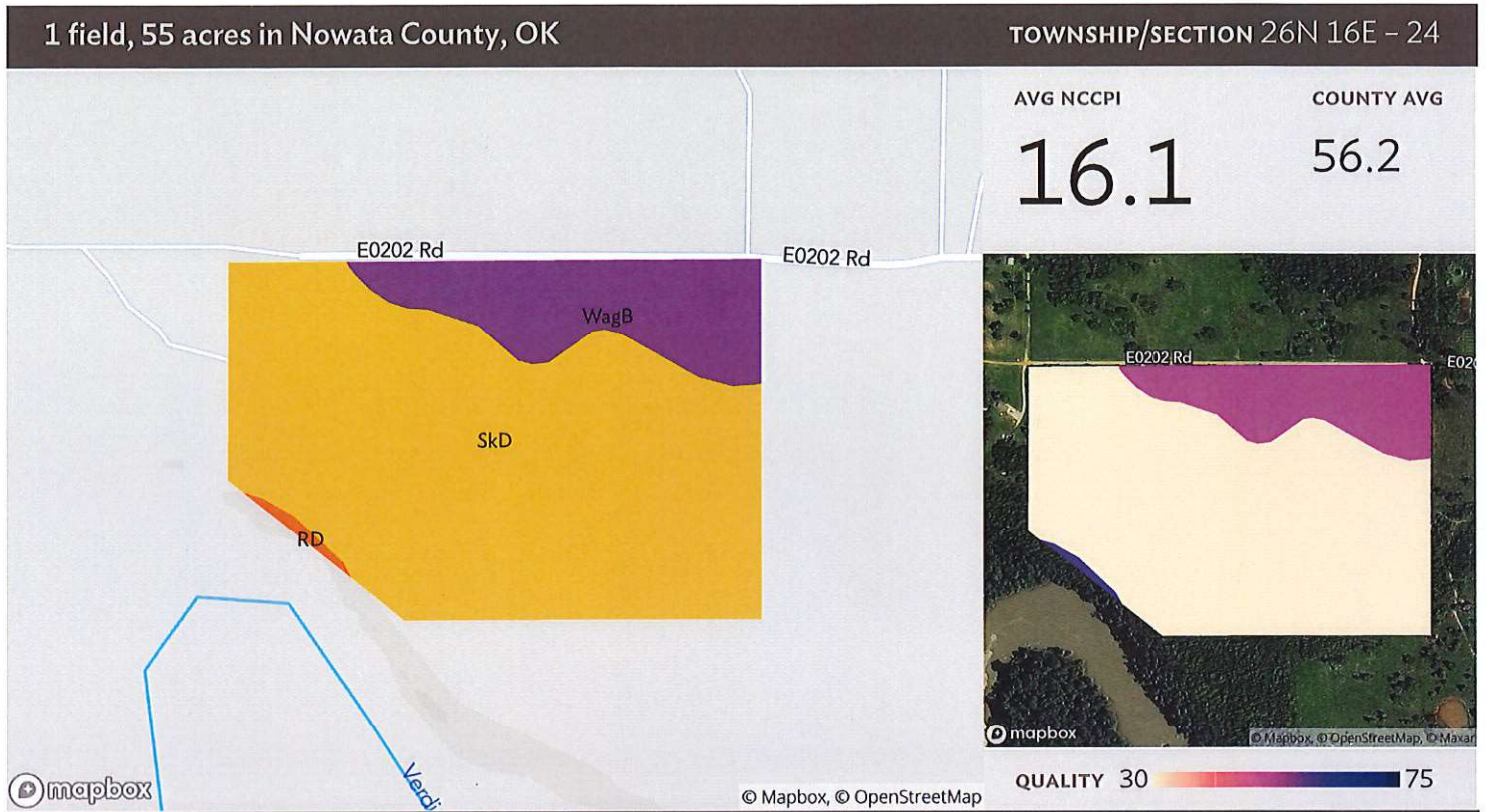 1 field, 55 acres in Nowata County, OK
TOWNSHIP/SECTION 26N 16E – 24
AVG NCCPI
COUNTY AVG
16.1
56.2
E0202 Rd
E0202 Rd
WagB
SkD
RD
Verdi
mapbox
© Mapbox, © OpenStreetMap
E0202 Rd
E020
mapbox
© Mapbox, © OpenStreetMap, © Maxar
QUALITY 30 75